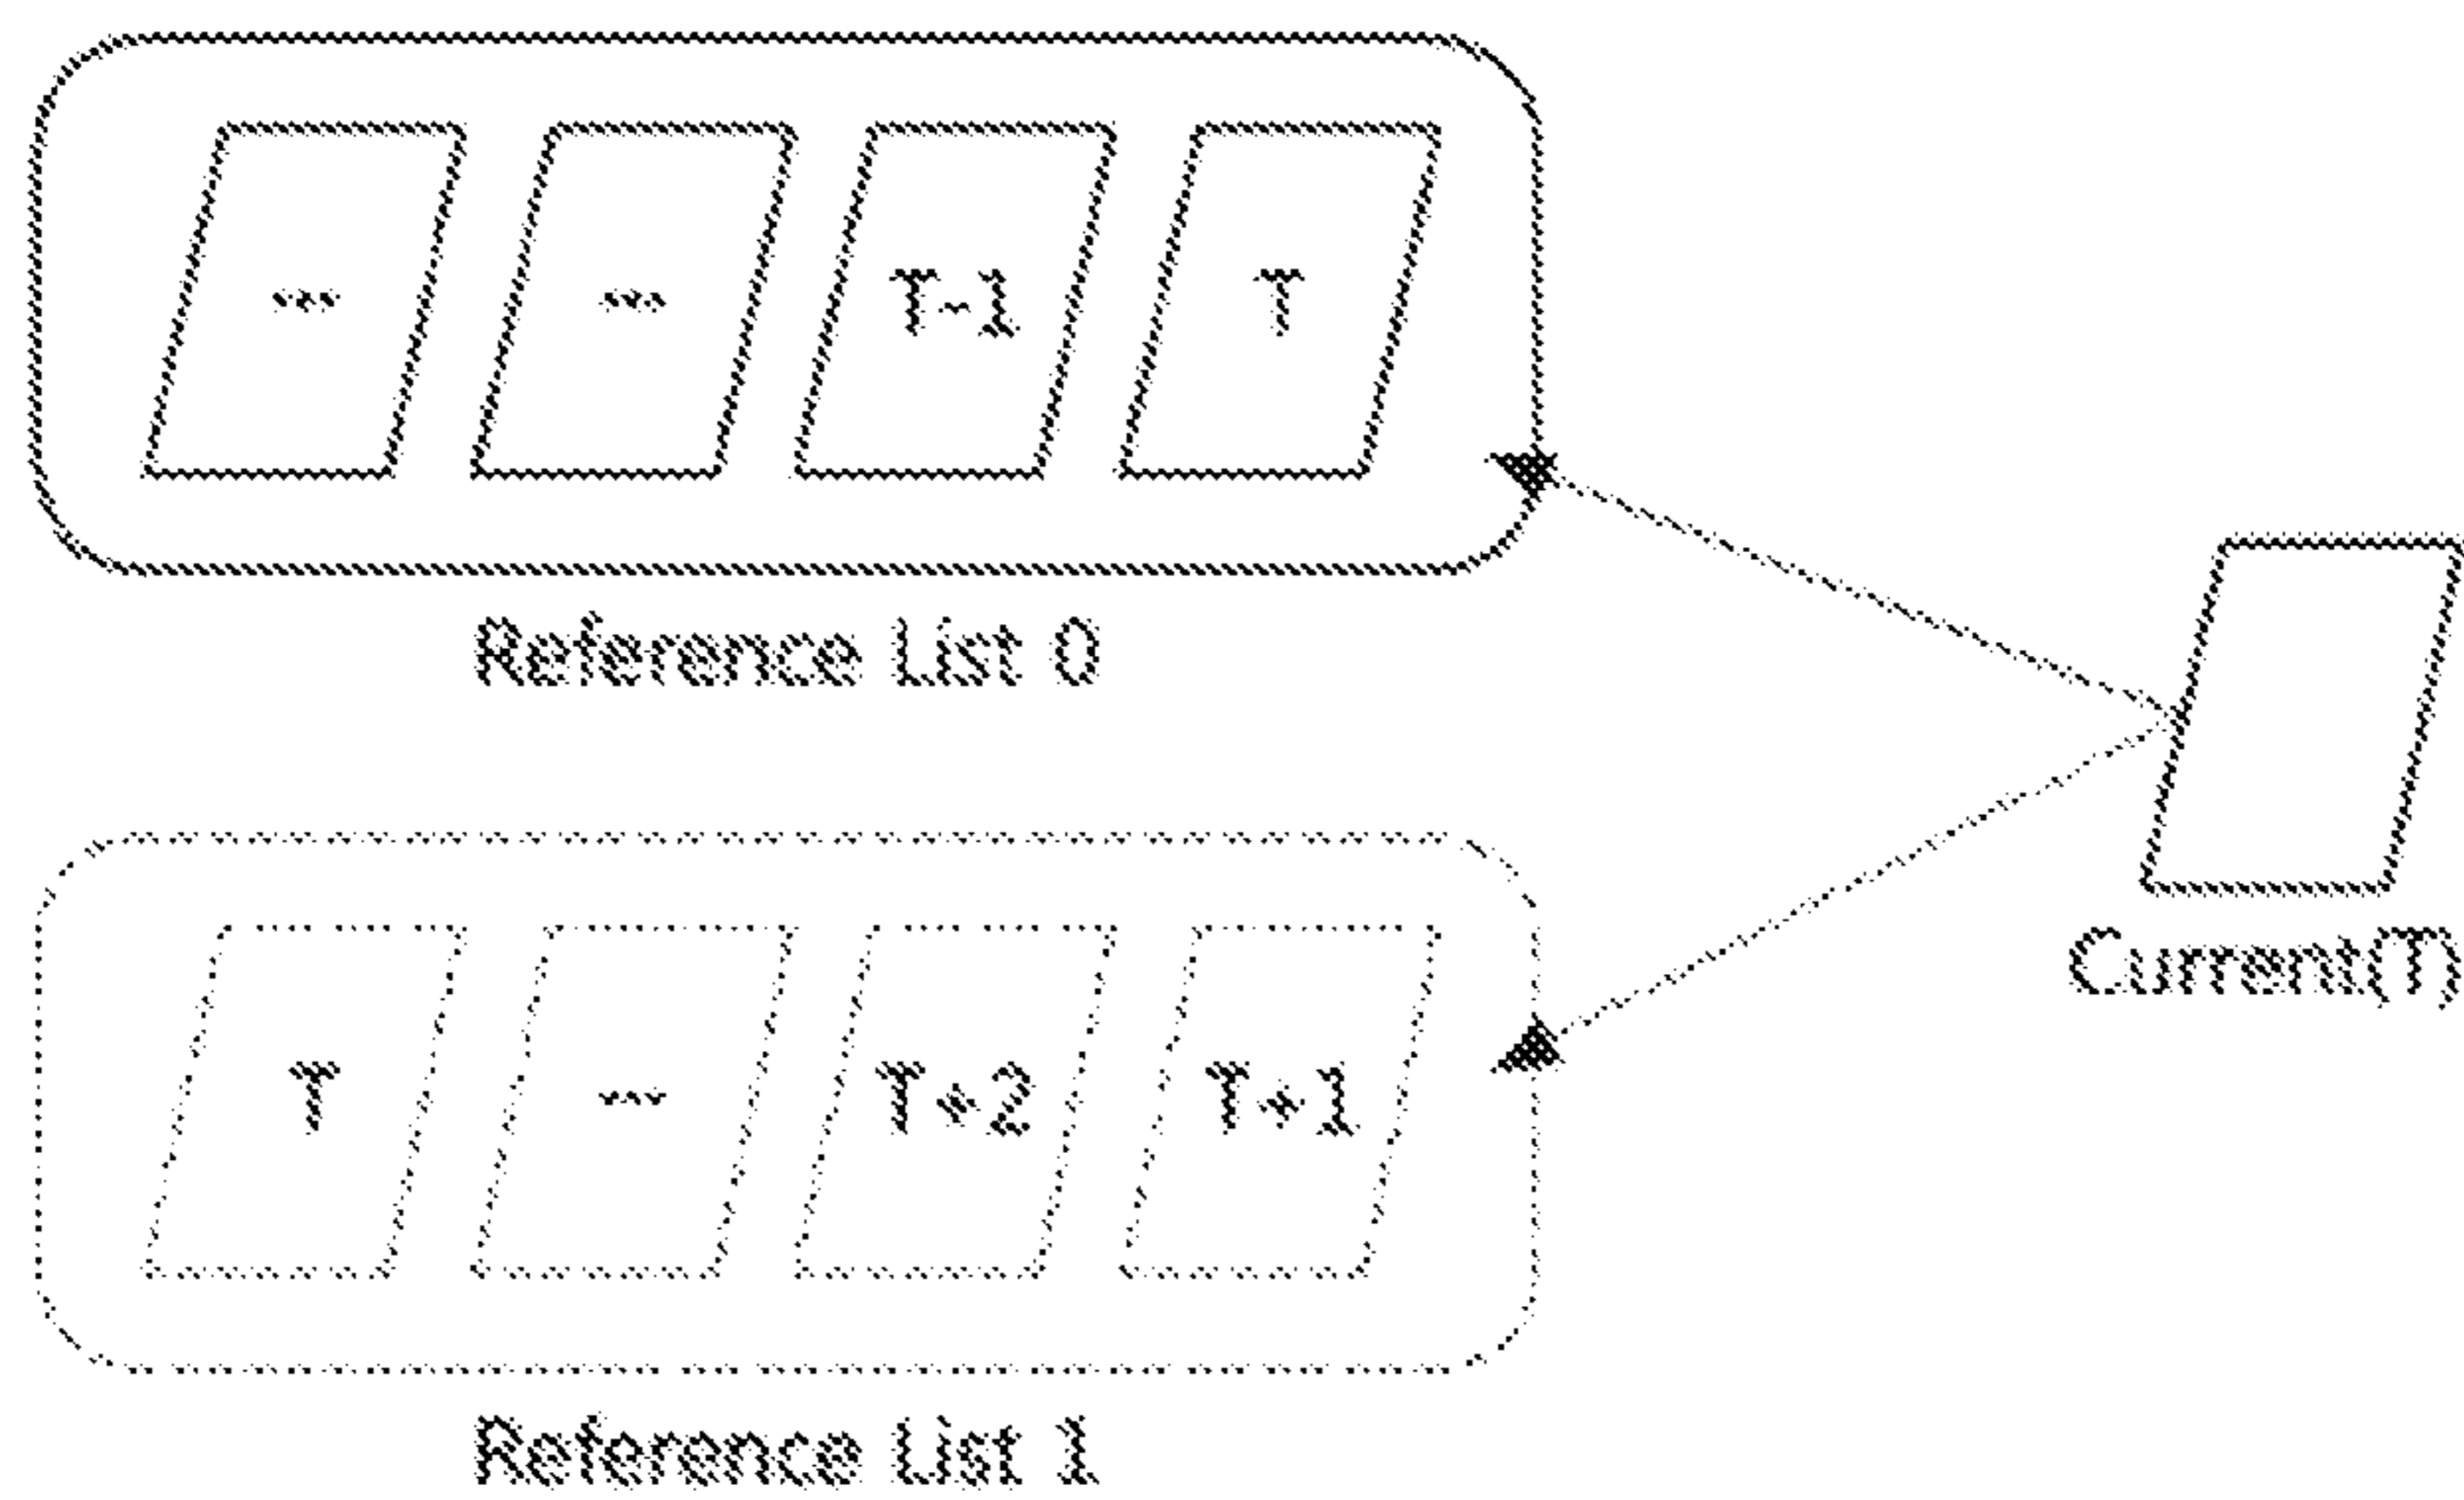 ... ... T-1 T
Reference List 0
Current(T)
T ... T+2 T+1
Reference List 1